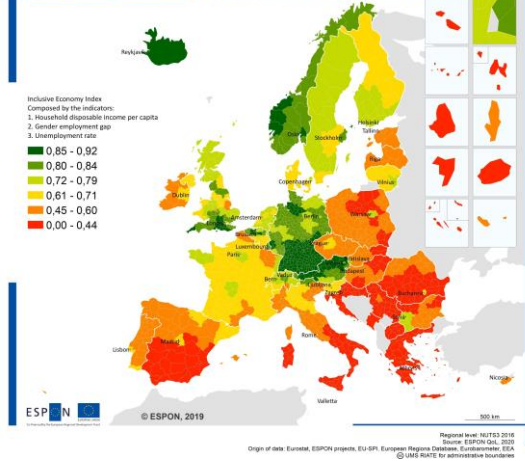 Reykjavik
Inclusive Economy Index
Composed by the indicators:
1. Household disposable income per capita
2. Gender employment gap
3. Unemployment rate
0,85 - 0,92
0,80 - 0,84
0,72 - 0,79
0,61 - 0,71
0,45 - 0,60
0,00 - 0,44
Oslo
Stockholm
Helsinki
Tallinn
Riga
Vilnius
Copenhagen
Dublin
Amsterdam
Berlin
Warsaw
Luxembourg
Prague
Paris
Bratislava
Budapest
Vaduz
Bern
Ljubljana
Zagreb
Bucharest
Rome
Madrid
Lisbon
Valletta
Nicosia
ESPON
© ESPON, 2019
500 km
Regional level: NUTS3 2016
Source: ESPON QoL, 2020
Origin of data: Eurostat, ESPON projects, EU-SPI, European Regions Database, Eurobarometer, EEA
© UMS RIATE for administrative boundaries